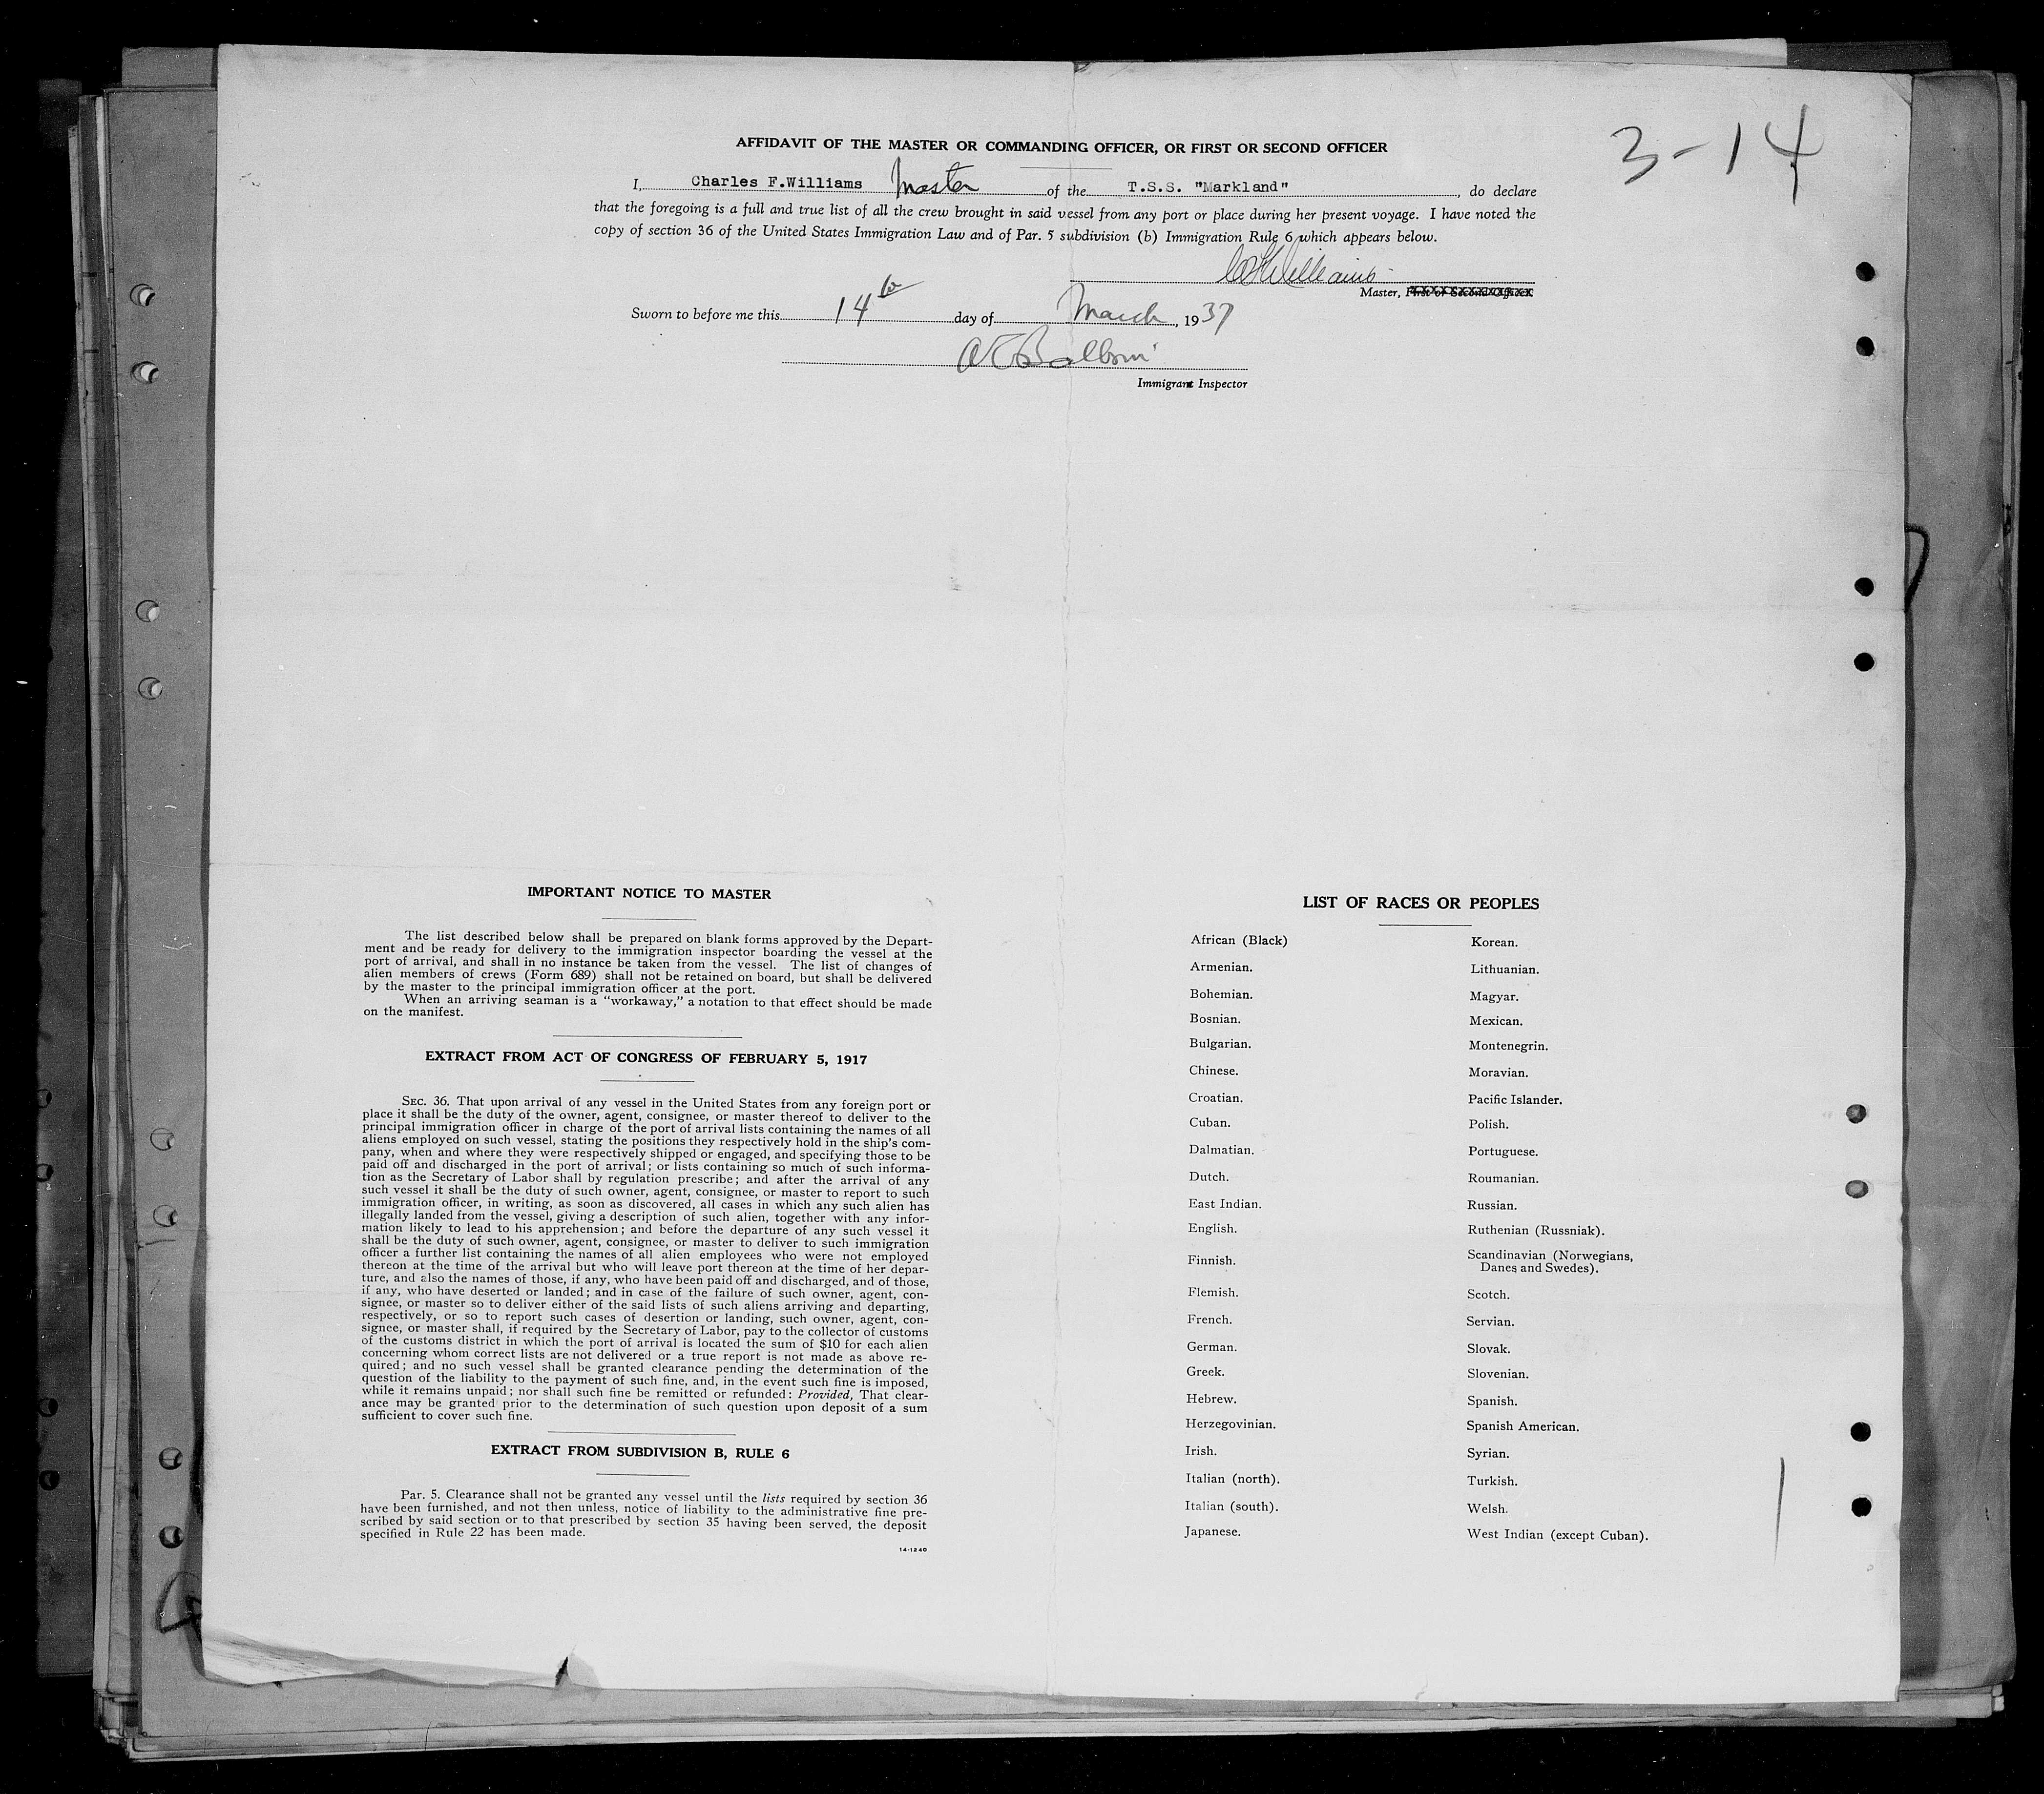 3-14
AFFIDAVIT OF THE MASTER OR COMMANDING OFFICER, OR FIRST OR SECOND OFFICER
I, Charles F.Williams Master of the T.S.S. "Markland", do declare
that the foregoing is a full and true list of all the crew brought in said vessel from any port or place during her present voyage. I have noted the
copy of section 36 of the United States Immigration Law and of Par. 5 subdivision (b) Immigration Rule 6 which appears below.
CFWilliams
Master, First or Second Officer
Sworn to before me this 14th day of March, 1937
Immigrant Inspector
IMPORTANT NOTICE TO MASTER
The list described below shall be prepared on blank forms approved by the Depart-
ment and be ready for delivery to the immigration inspector boarding the vessel at the
port of arrival, and shall in no instance be taken from the vessel. The list of changes of
alien members of crews (Form 689) shall not be retained on board, but shall be delivered
by the master to the principal immigration officer at the port.
When an arriving seaman is a "workaway," a notation to that effect should be made
on the manifest.
EXTRACT FROM ACT OF CONGRESS OF FEBRUARY 5, 1917
SEC. 36. That upon arrival of any vessel in the United States from any foreign port or
place it shall be the duty of the owner, agent, consignee, or master thereof to deliver to the
principal immigration officer in charge of the port of arrival lists containing the names of all
aliens employed on such vessel, stating the positions they respectively hold in the ship's com-
pany, when and where they were respectively shipped or engaged, and specifying those to be
paid off and discharged in the port of arrival; or lists containing so much of such informa-
tion as the Secretary of Labor shall by regulation prescribe; and after the arrival of any
such vessel it shall be the duty of such owner, agent, consignee, or master to report to such
immigration officer, in writing, as soon as discovered, all cases in which any such alien has
illegally landed from the vessel, giving a description of such alien, together with any infor-
mation likely to lead to his apprehension; and before the departure of any such vessel it
shall be the duty of such owner, agent, consignee, or master to deliver to such immigration
officer a further list containing the names of all alien employees who were not employed
thereon at the time of the arrival but who will leave port thereon at the time of her depar-
ture, and also the names of those, if any, who have been paid off and discharged, and of those,
if any, who have deserted or landed; and in case of the failure of such owner, agent, con-
signee, or master so to deliver either of the said lists of such aliens arriving and departing,
respectively, or so to report such cases of desertion or landing, such owner, agent, con-
signee, or master shall, if required by the Secretary of Labor, pay to the collector of customs
of the customs district in which the port of arrival is located the sum of $10 for each alien
concerning whom correct lists are not delivered or a true report is not made as above re-
quired; and no such vessel shall be granted clearance pending the determination of the
question of the liability to the payment of such fine, and, in the event such fine is imposed,
while it remains unpaid; nor shall such fine be remitted or refunded: Provided, That clear-
ance may be granted prior to the determination of such question upon deposit of a sum
sufficient to cover such fine.
EXTRACT FROM SUBDIVISION B, RULE 6
Par. 5. Clearance shall not be granted any vessel until the lists required by section 36
have been furnished, and not then unless, notice of liability to the administrative fine pre-
scribed by said section or to that prescribed by section 35 having been served, the deposit
specified in Rule 22 has been made.
14-1240
LIST OF RACES OR PEOPLES
African (Black)
Armenian.
Bohemian.
Bosnian.
Bulgarian.
Chinese.
Croatian.
Cuban.
Dalmatian.
Dutch.
East Indian.
English.
Finnish.
Flemish.
French.
German.
Greek.
Hebrew.
Herzegovinian.
Irish.
Italian (north).
Italian (south).
Japanese.
Korean.
Lithuanian.
Magyar.
Mexican.
Montenegrin.
Moravian.
Pacific Islander.
Polish.
Portuguese.
Roumanian.
Russian.
Ruthenian (Russniak).
Scandinavian (Norwegians,
Danes and Swedes).
Scotch.
Servian.
Slovak.
Slovenian.
Spanish.
Spanish American.
Syrian.
Turkish.
Welsh.
West Indian (except Cuban).